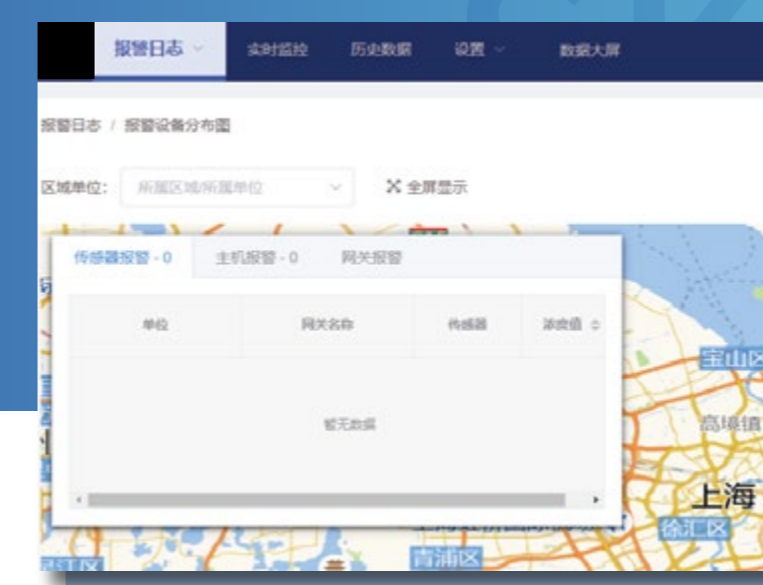 报警日志 实时监控 历史数据 设置 数据大屏
报警日志 / 报警设备分布图
区域单位: 所属区域/所属单位 全屏显示
传感器报警 - 0 主机报警 - 0 网关报警
单位 网关名称 传感器 浓度值
暂无数据
宝山区
高境镇
上海
徐汇区
青浦区